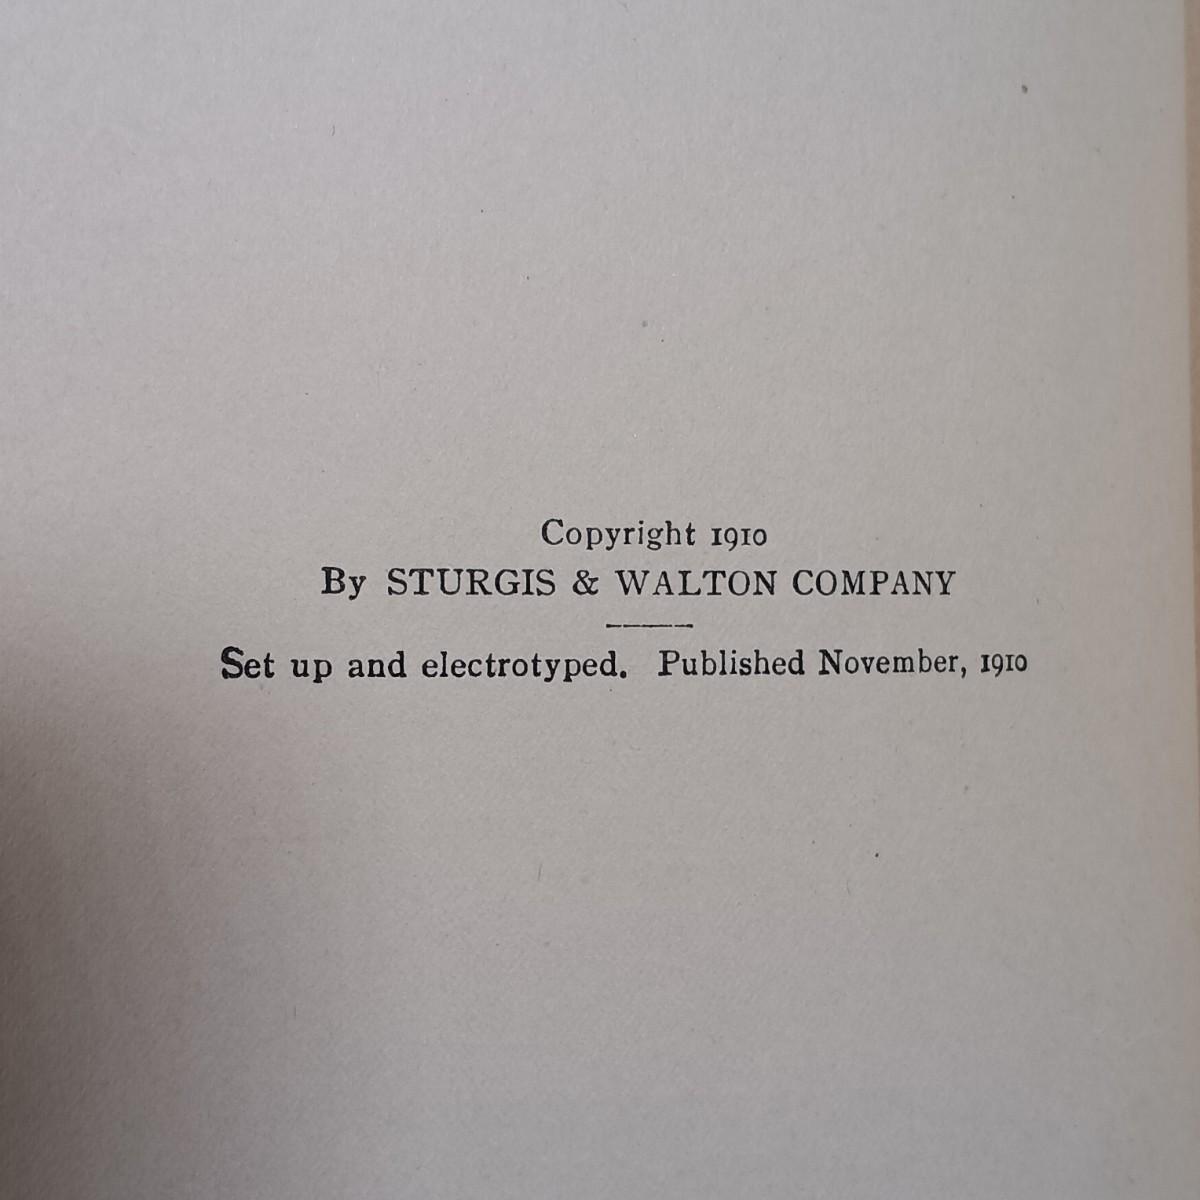 Copyright 1910
By STURGIS & WALTON COMPANY
Set up and electrotyped. Published November, 1910